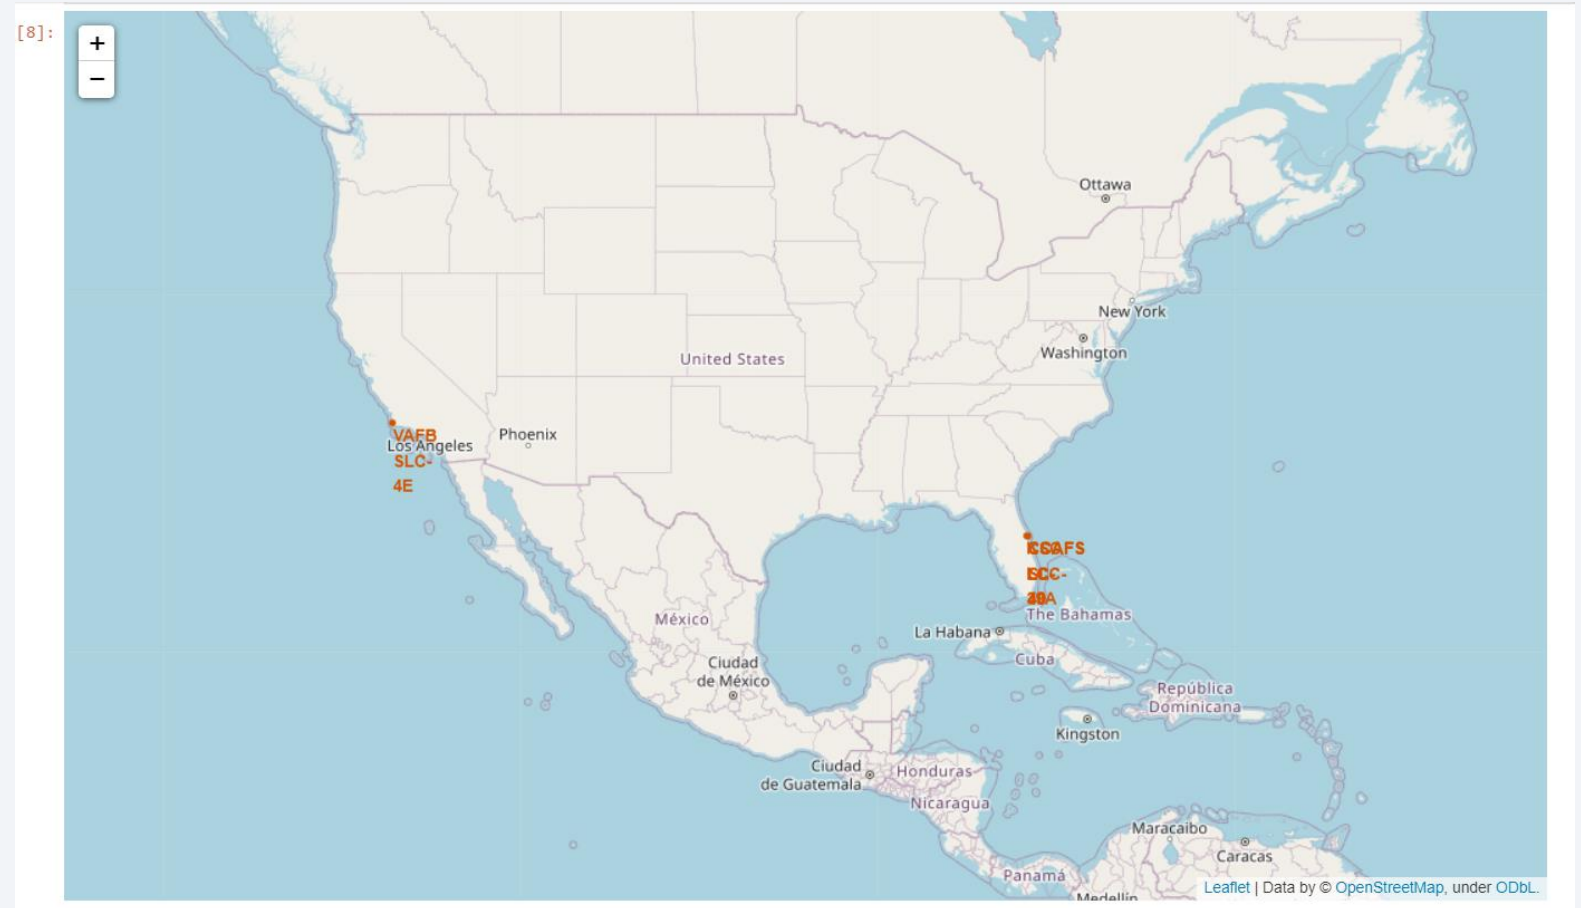 [8]:
+
−
Ottawa
New York
Washington
United States
VAFB
SLC-
4E
Los Angeles
Phoenix
The Bahamas
México
La Habana
Cuba
Ciudad
de México
República
Dominicana
Kingston
Ciudad
de Guatemala
Honduras
Nicaragua
Maracaibo
Caracas
Panamá
Medellín
Leaflet | Data by © OpenStreetMap, under ODbL.